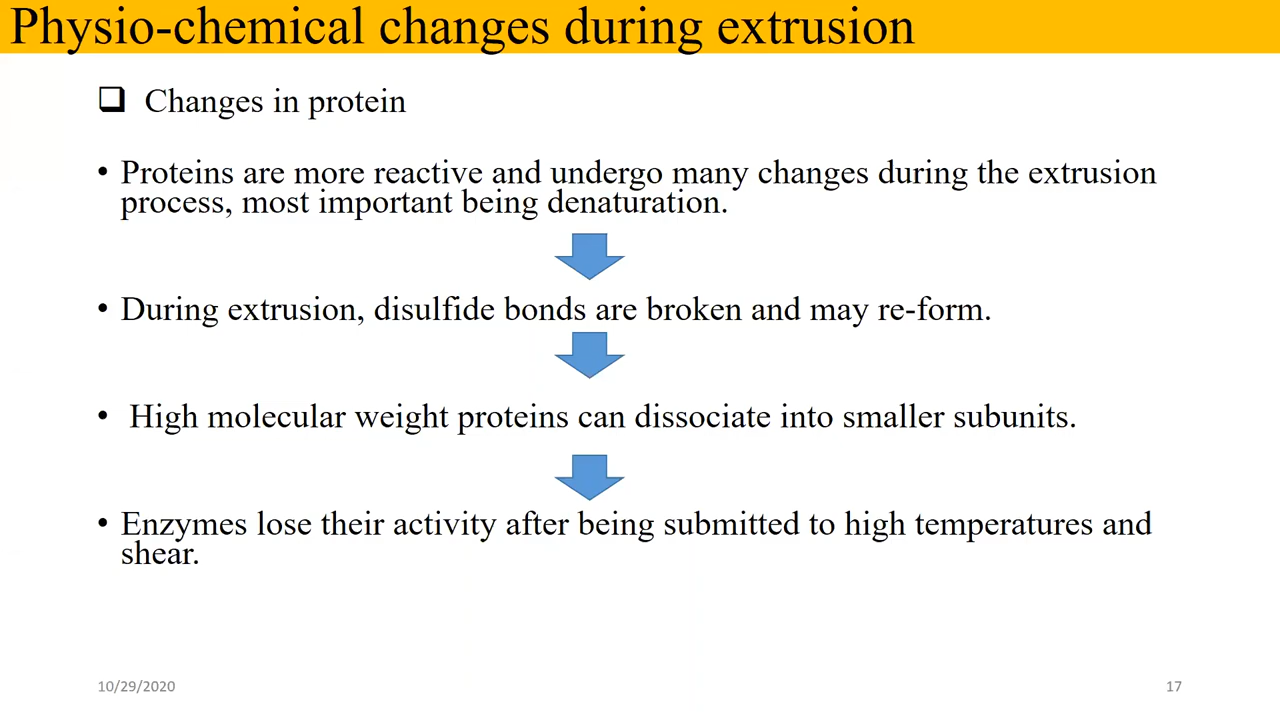 Physio-chemical changes during extrusion
❑ Changes in protein
• Proteins are more reactive and undergo many changes during the extrusion
process, most important being denaturation.
• During extrusion, disulfide bonds are broken and may re-form.
• High molecular weight proteins can dissociate into smaller subunits.
• Enzymes lose their activity after being submitted to high temperatures and
shear.
10/29/2020
17